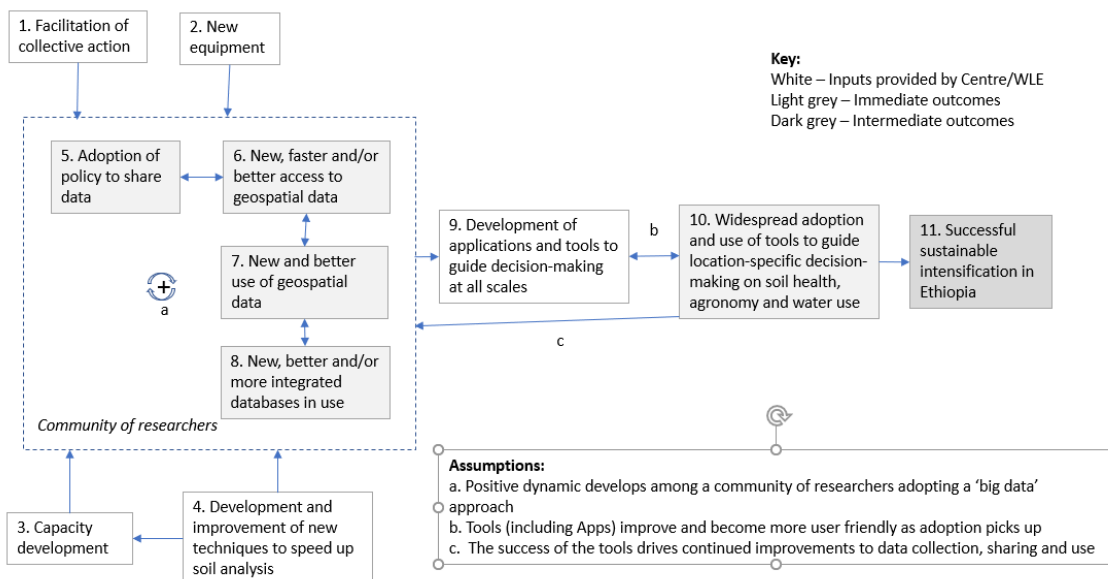 1. Facilitation of
collective action
2. New
equipment
Key:
White – Inputs provided by Centre/WLE
Light grey – Immediate outcomes
Dark grey – Intermediate outcomes
5. Adoption of
policy to share
data
6. New, faster and/or
better access to
geospatial data
7. New and better
use of geospatial
data
a
8. New, better and/or
more integrated
databases in use
Community of researchers
9. Development of
applications and tools to
guide decision-making
at all scales
b
10. Widespread adoption
and use of tools to guide
location-specific decision-
making on soil health,
agronomy and water use
11. Successful
sustainable
intensification in
Ethiopia
c
3. Capacity
development
4. Development and
improvement of new
techniques to speed up
soil analysis
Assumptions:
a. Positive dynamic develops among a community of researchers adopting a ‘big data’
approach
b. Tools (including Apps) improve and become more user friendly as adoption picks up
c. The success of the tools drives continued improvements to data collection, sharing and use